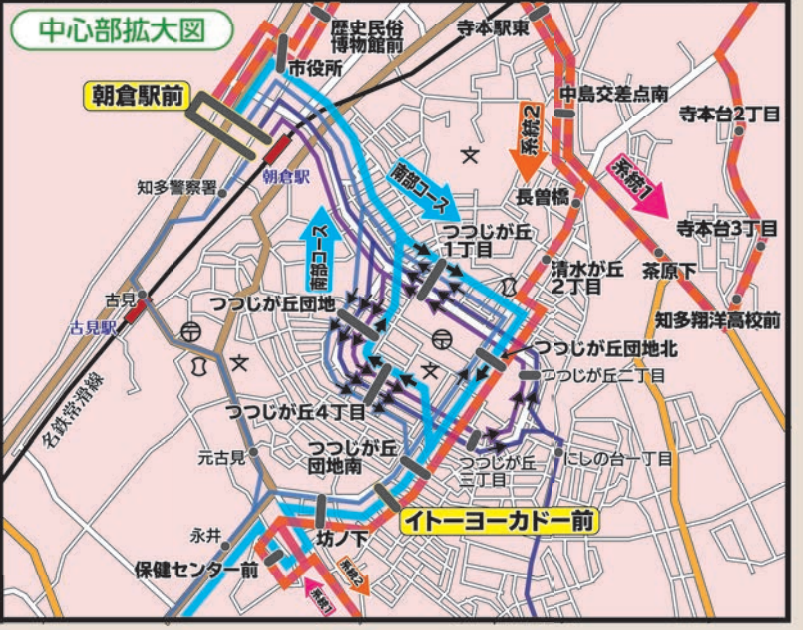 中心部拡大図
歴史民俗
博物館前
寺本駅東
市役所
朝倉駅前
中島交差点南
寺本台2丁目
系統2
系統1
朝倉駅
知多警察署
南部コース
長曽橋
つつじが丘
1丁目
寺本台3丁目
南部コース
清水が丘
2丁目
茶原下
古見
つつじが丘団地
古見駅
知多翔洋高校前
つつじが丘団地北
つつじが丘二丁目
名鉄常滑線
つつじが丘4丁目
元古見
つつじが丘
団地南
つつじが丘
三丁目
にしの台一丁目
イトーヨーカドー前
永井
坊ノ下
保健センター前
系統2
系統1